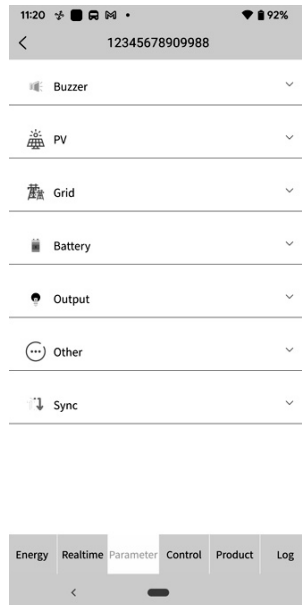 11:20 92%
12345678909988
Buzzer
PV
Grid
Battery
Output
Other
Sync
Energy Realtime Parameter Control Product Log